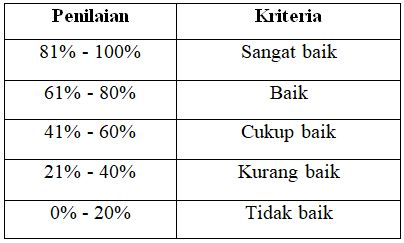 Penilaian Kriteria
81% - 100% Sangat baik
61% - 80% Baik
41% - 60% Cukup baik
21% - 40% Kurang baik
0% - 20% Tidak baik